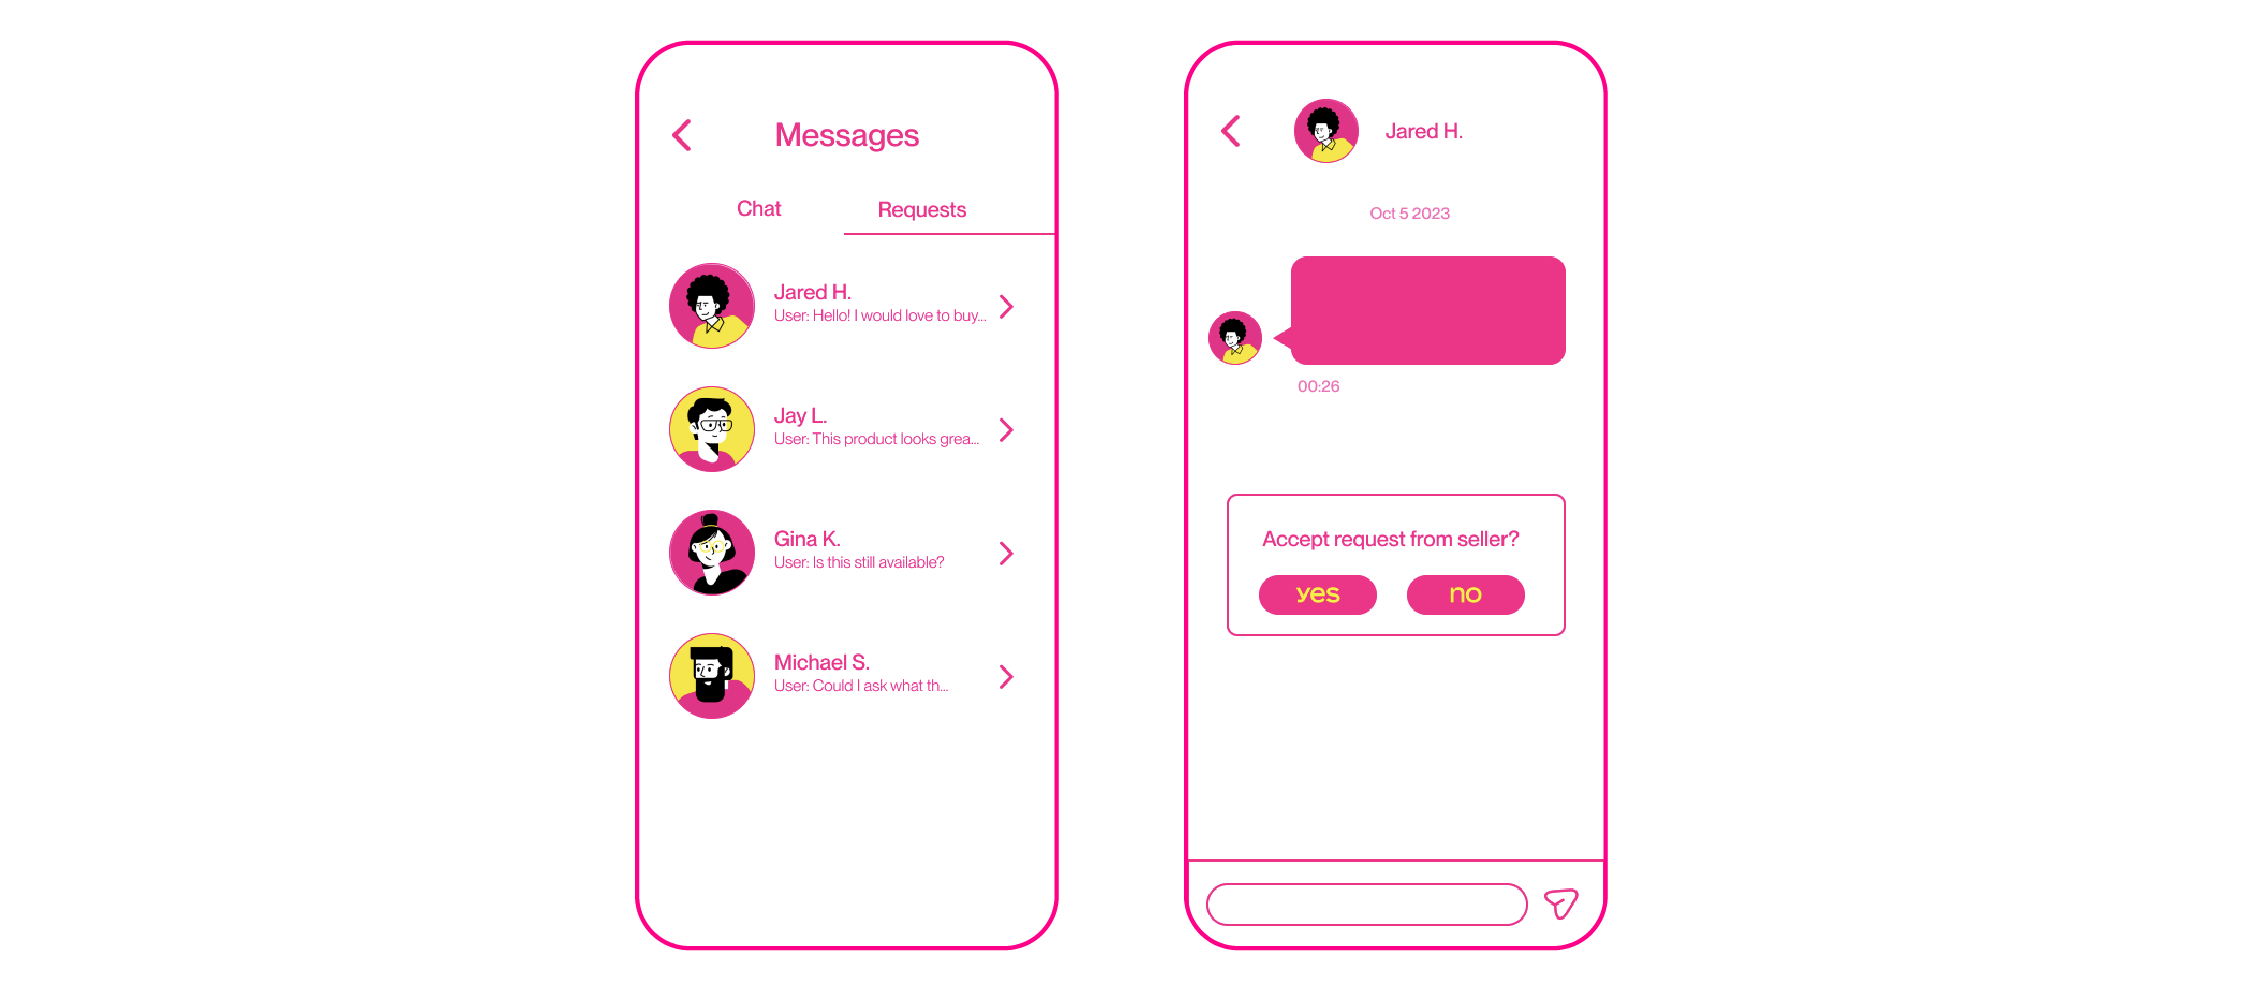 Messages
Chat
Requests
Jared H.
User: Hello! I would love to buy...
Jay L.
User: This product looks grea...
Gina K.
User: Is this still available?
Michael S.
User: Could I ask what th...
Jared H.
Oct 5 2023
00:26
Accept request from seller?
yes
no